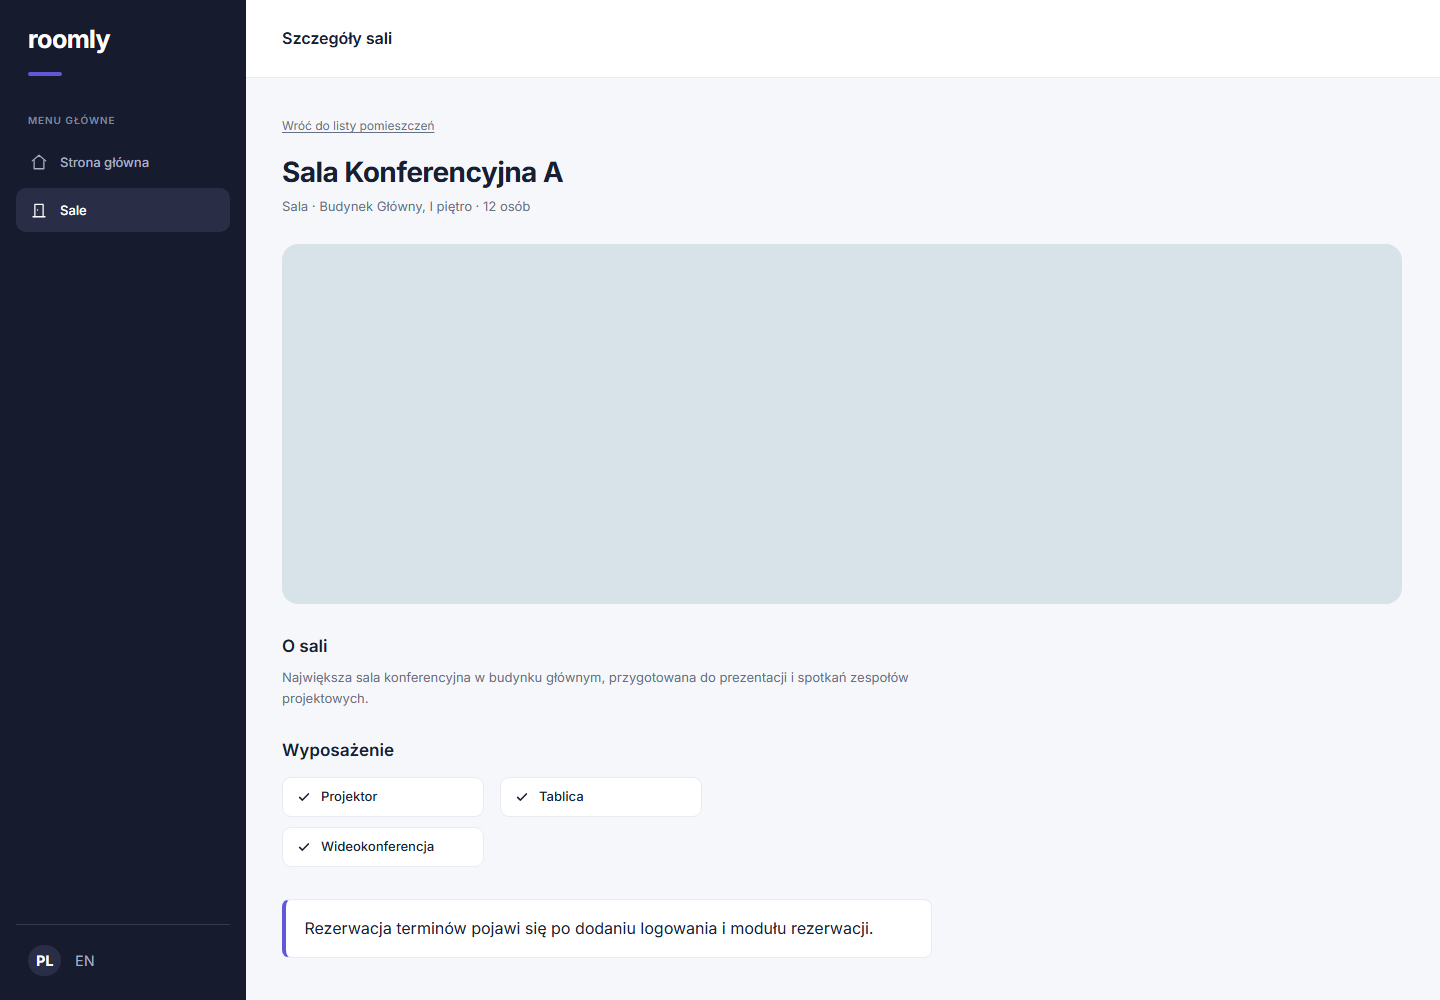 roomly
MENU GŁÓWNE
Strona główna
Sale
PL EN
Szczegóły sali
Wróć do listy pomieszczeń
Sala Konferencyjna A
Sala · Budynek Główny, I piętro · 12 osób
O sali
Największa sala konferencyjna w budynku głównym, przygotowana do prezentacji i spotkań zespołów
projektowych.
Wyposażenie
Projektor
Tablica
Wideokonferencja
Rezerwacja terminów pojawi się po dodaniu logowania i modułu rezerwacji.